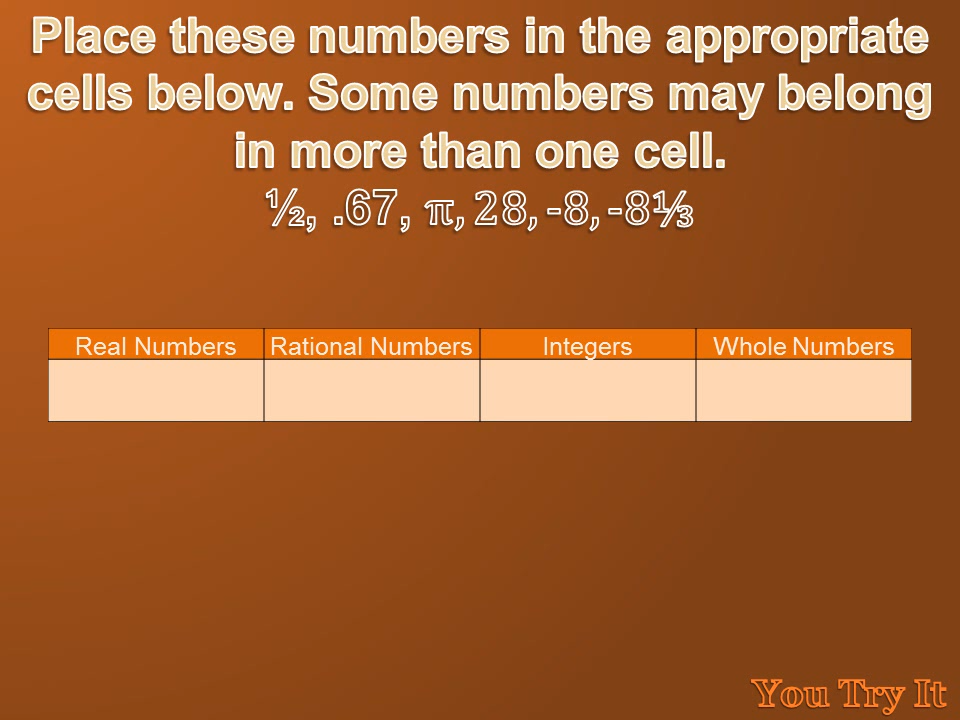 Place these numbers in the appropriate
cells below. Some numbers may belong
in more than one cell.
½, .67, π, 28, -8, -8⅓
Real Numbers Rational Numbers Integers Whole Numbers
You Try It